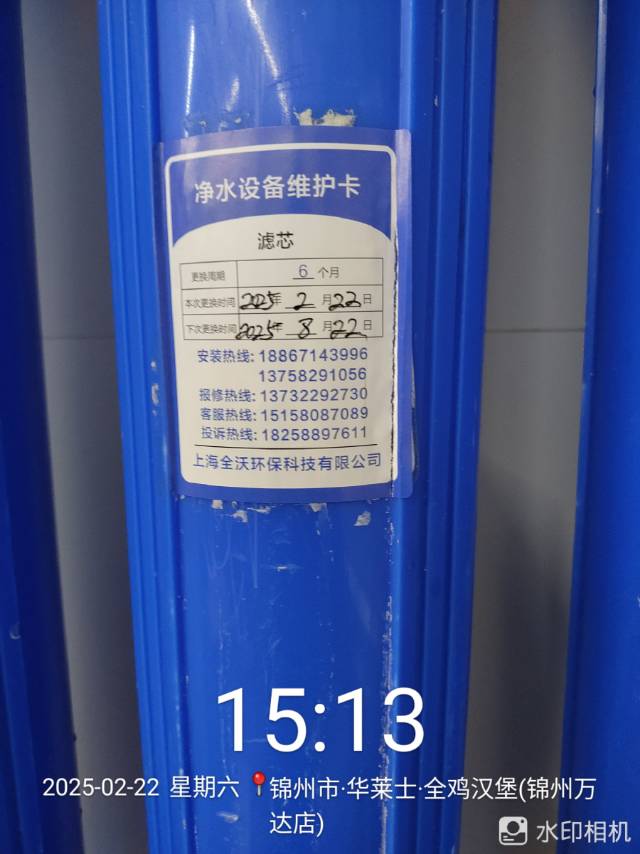 净水设备维护卡
滤芯
更换周期 6 个月
本次更换时间 2025年 2 月 22 日
下次更换时间 2025年 8 月 22 日
安装热线: 18867143996
13758291056
报修热线: 13732292730
客服热线: 15158087089
投诉热线: 18258897611
上海全沃环保科技有限公司
15:13
2025-02-22 星期六 📍锦州市·华莱士·全鸡汉堡(锦州万
达店)
水印相机